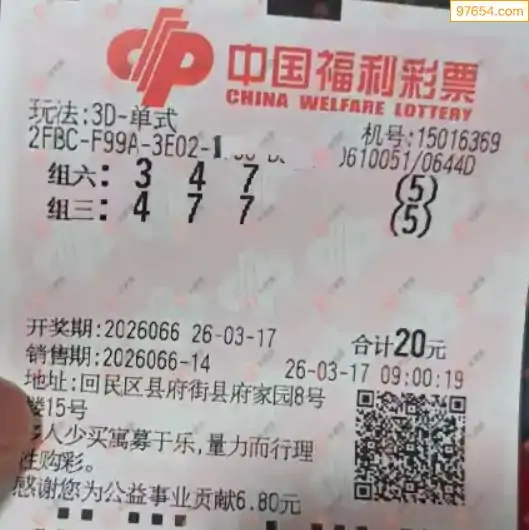 97654.com
中国福利彩票
CHINA WELFARE LOTTERY
玩法:3D-单式
机号:15016369
2FBC-F99A-3E02-1 610051/0644D
组六: 3 4 7 (5)
组三: 4 7 7 (5)
开奖期:2026066 26-03-17 合计20元
销售期:2026066-14 26-03-17 09:00:19
地址:回民区县府街县府家园8号
楼15号
人少买寓募于乐,量力而行理
性购彩。
感谢您为公益事业贡献6.80元